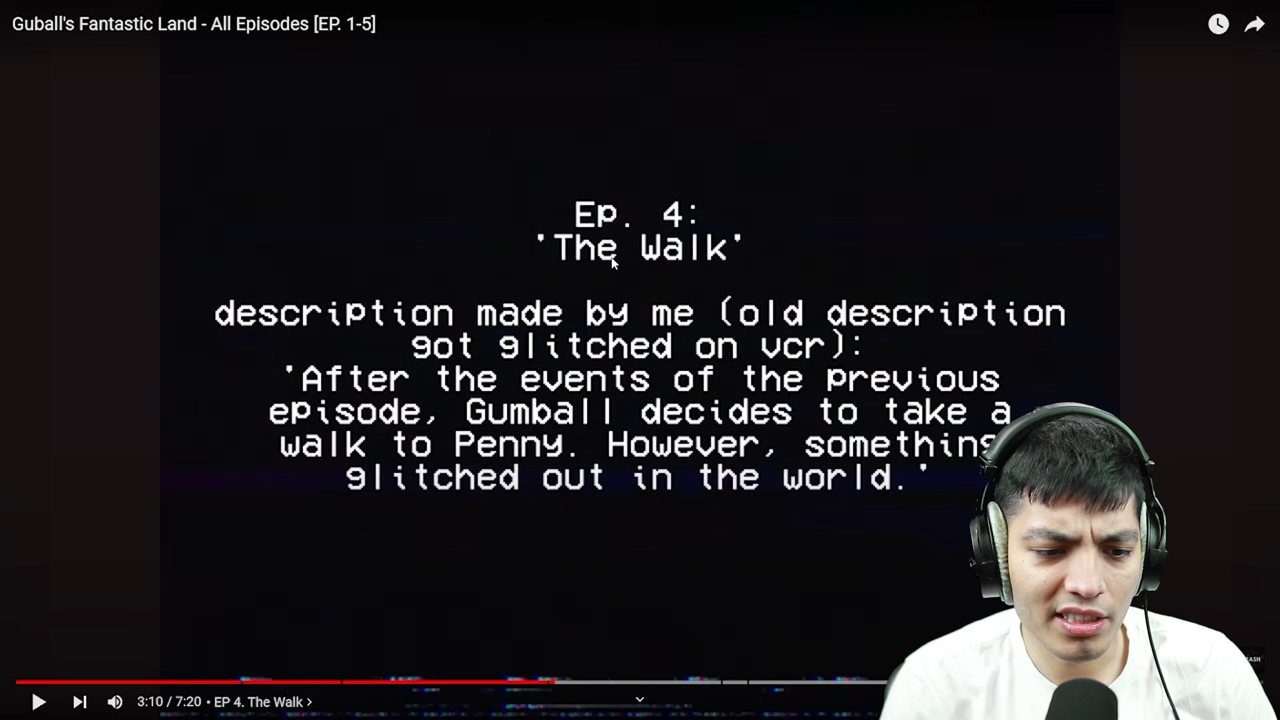 Guball's Fantastic Land - All Episodes [EP. 1-5]
Ep. 4:
'The Walk'
description made by me (old description
got glitched on vcr):
'After the events of the previous
episode, Gumball decides to take a
walk to Penny. However, something
glitched out in the world.'
3:10 / 7:20 • EP 4. The Walk >